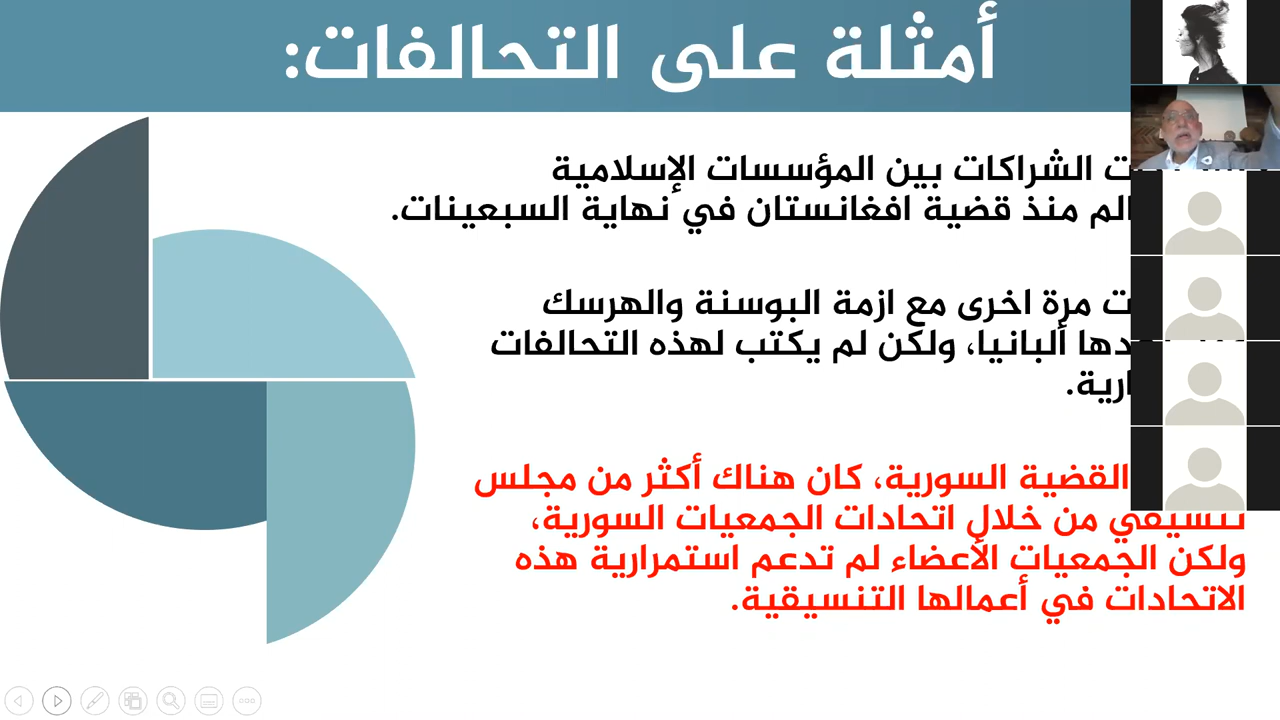 أمثلة على التحالفات:
الشراكات بين المؤسسات الإسلامية
منذ قضية افغانستان في نهاية السبعينات.
مرة اخرى مع ازمة البوسنة والهرسك
ألبانيا، ولكن لم يكتب لهذه التحالفات
القضية السورية، كان هناك أكثر من مجلس
تنسيقي من خلال اتحادات الجمعيات السورية،
ولكن الجمعيات الأعضاء لم تدعم استمرارية هذه
الاتحادات في أعمالها التنسيقية.